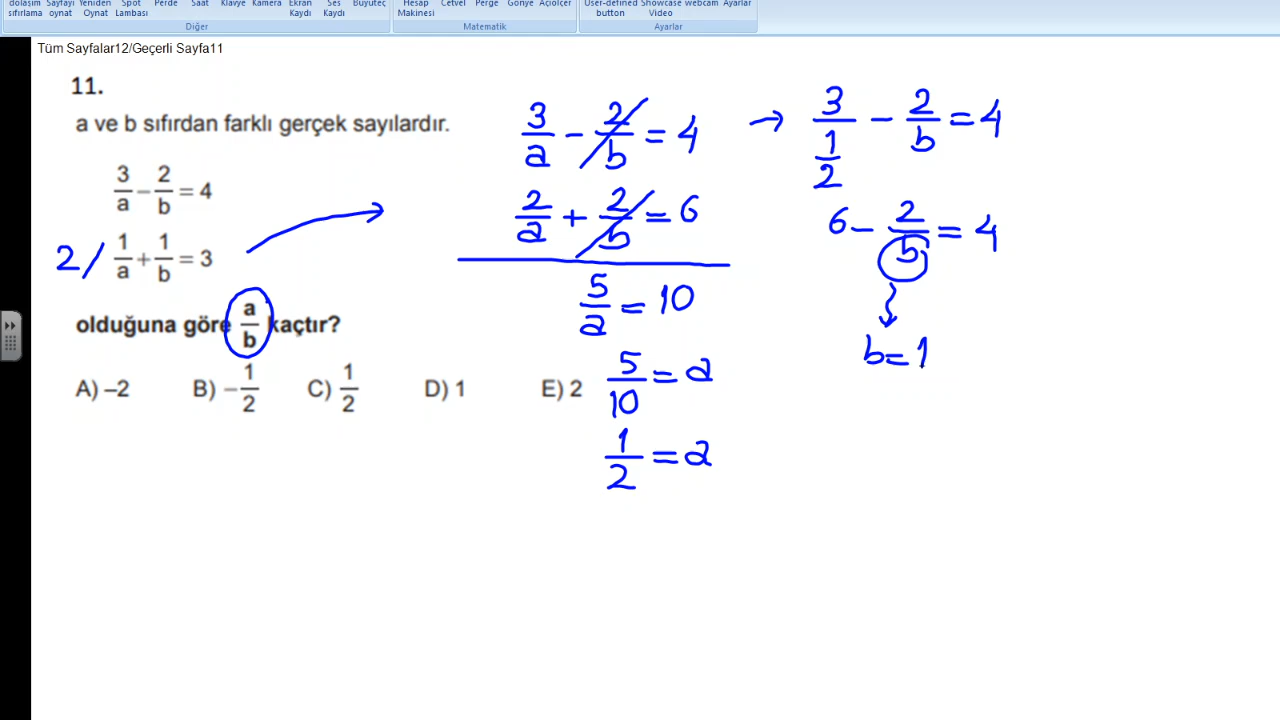 dolaşım Sayfayı Yeniden Spot Perde Saat Klavye Kamera Ekran Ses Büyüteç Hesap Cetvel Perge Gönye Açıölçer User-defined Showcase webcam Ayarlar
sıfırlama oynat Oynat Lambası Kaydı Kaydı Makinesi button Video
Diğer Matematik Ayarlar
Tüm Sayfalar12/Geçerli Sayfa11
11.
a ve b sıfırdan farklı gerçek sayılardır.
3/a − 2/b = 4
2/ 1/a + 1/b = 3
olduğuna göre a/b kaçtır?
A) −2 B) −1/2 C) 1/2 D) 1 E) 2
3/a − 2/b = 4
2/a + 2/b = 6
5/a = 10
5/10 = a
1/2 = a
→ 3/(1/2) − 2/b = 4
6 − 2/b = 4
b = 1